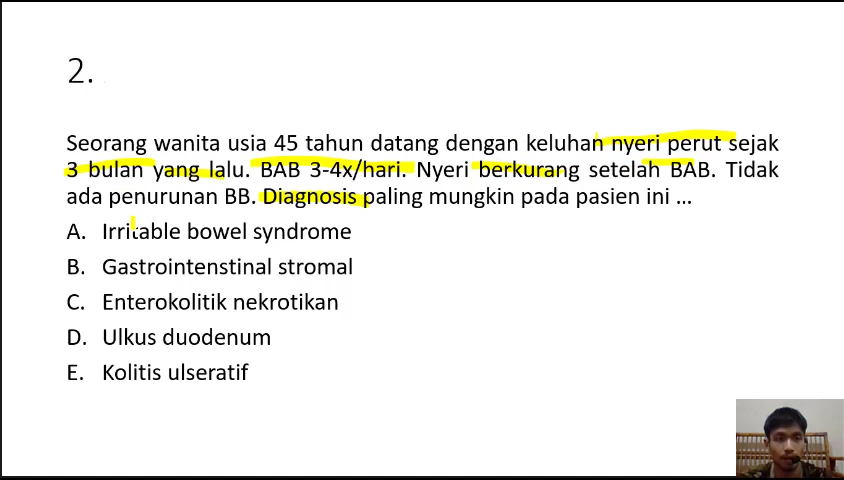 2.
Seorang wanita usia 45 tahun datang dengan keluhan nyeri perut sejak
3 bulan yang lalu. BAB 3-4x/hari. Nyeri berkurang setelah BAB. Tidak
ada penurunan BB. Diagnosis paling mungkin pada pasien ini ...
A. Irritable bowel syndrome
B. Gastrointenstinal stromal
C. Enterokolitik nekrotikan
D. Ulkus duodenum
E. Kolitis ulseratif